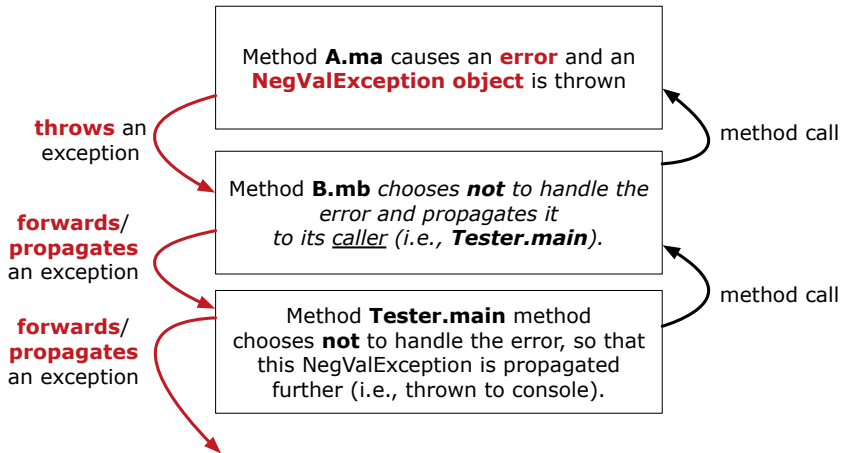 Method A.ma causes an error and an
NegValException object is thrown
throws an
exception
method call
Method B.mb chooses not to handle the
error and propagates it
to its caller (i.e., Tester.main).
forwards/
propagates
an exception
method call
Method Tester.main method
chooses not to handle the error, so that
this NegValException is propagated
further (i.e., thrown to console).
forwards/
propagates
an exception